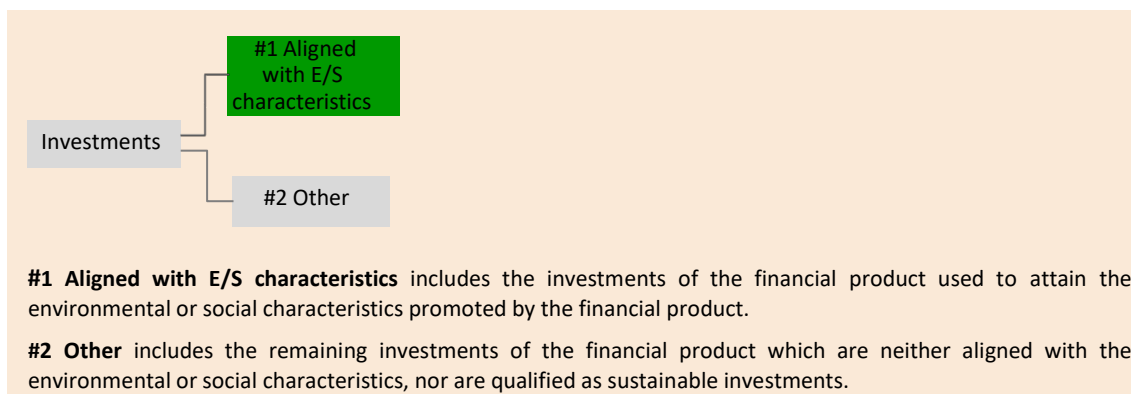 #1 Aligned
with E/S
characteristics
Investments
#2 Other
#1 Aligned with E/S characteristics includes the investments of the financial product used to attain the
environmental or social characteristics promoted by the financial product.
#2 Other includes the remaining investments of the financial product which are neither aligned with the
environmental or social characteristics, nor are qualified as sustainable investments.